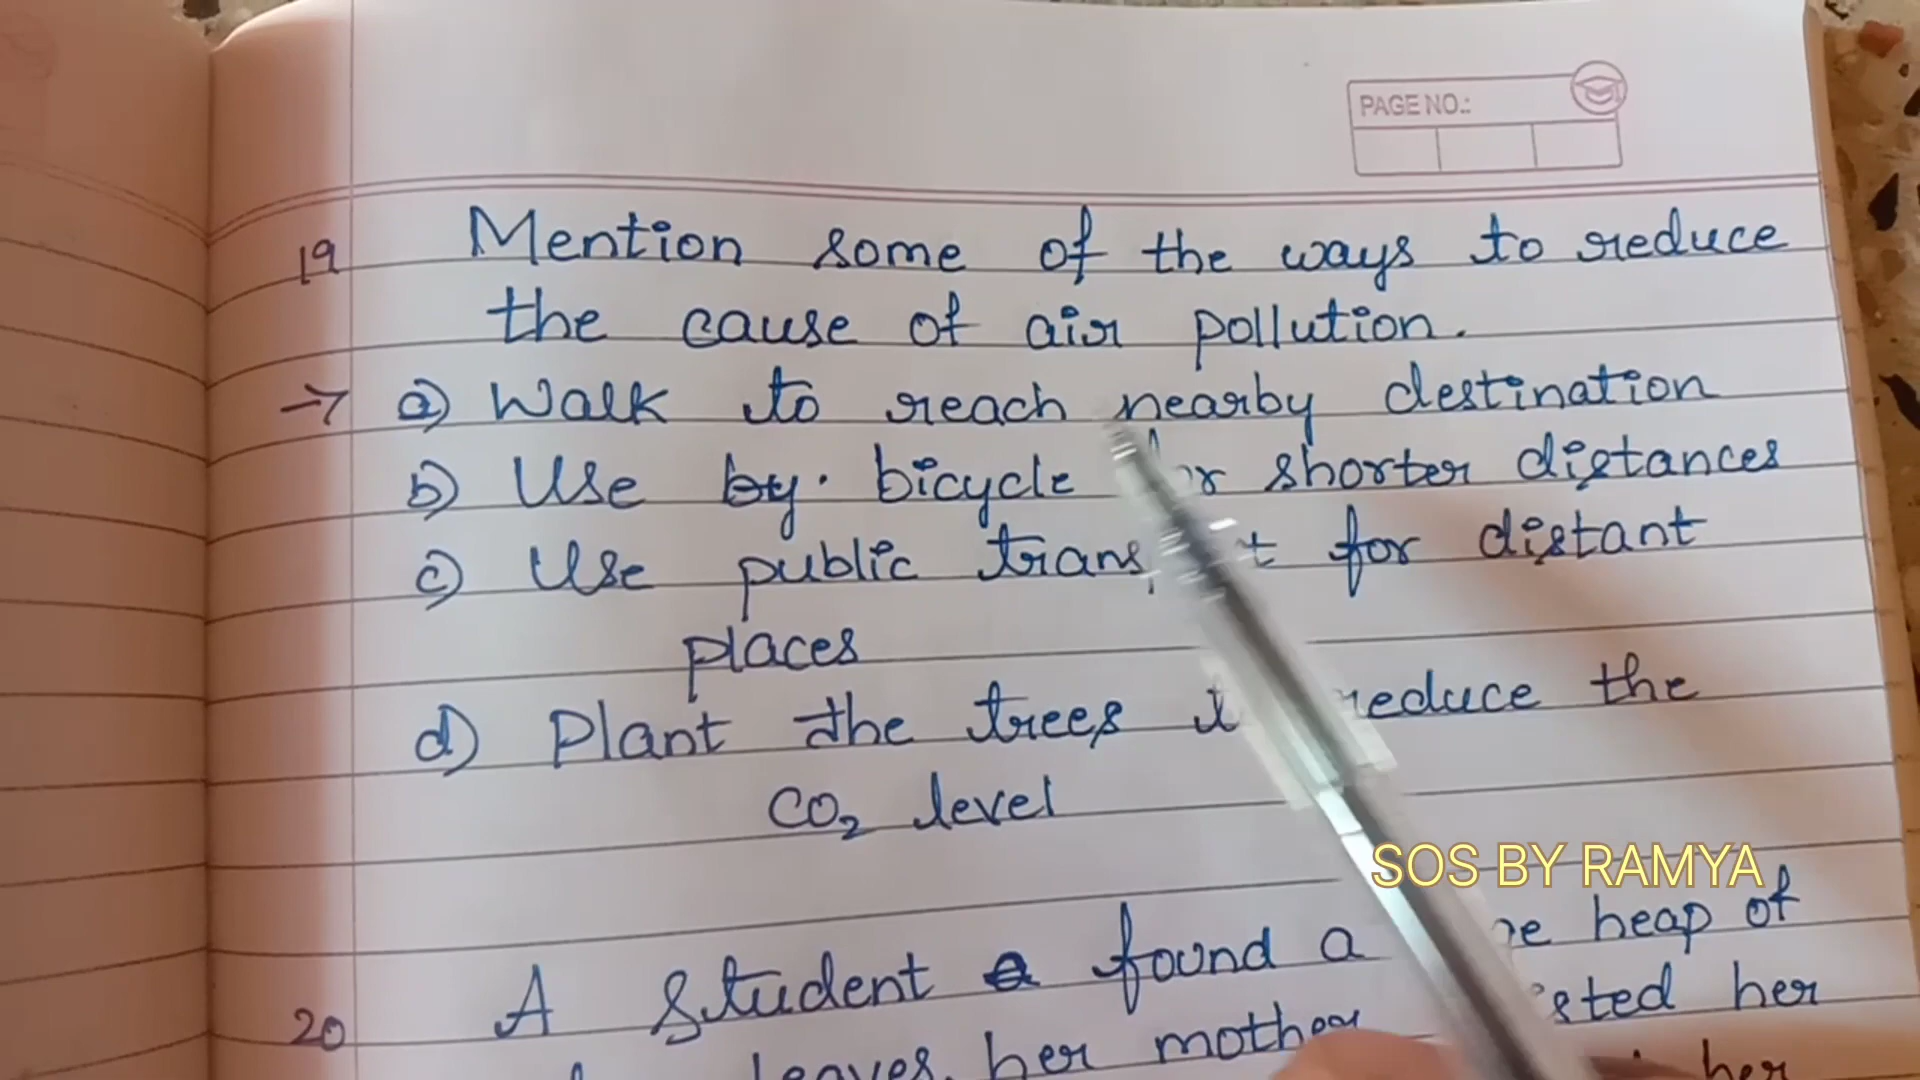 PAGE NO.:
19 Mention some of the ways to reduce
the cause of air pollution.
→ a) Walk to reach nearby destination
b) Use by. bicycle shorter distances
c) Use public for distant
places
d) Plant the trees reduce the
CO₂ level
SOS BY RAMYA
20 A student found a heap of
leaves, her mother her
her